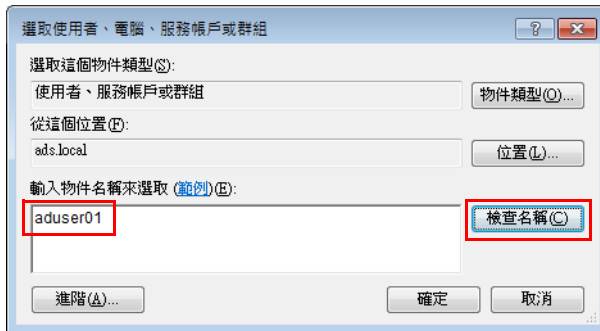 選取使用者、電腦、服務帳戶或群組
選取這個物件類型(S):
使用者、服務帳戶或群組
物件類型(O)...
從這個位置(F):
ads.local
位置(L)...
輸入物件名稱來選取 (範例)(E):
aduser01
檢查名稱(C)
進階(A)...
確定
取消